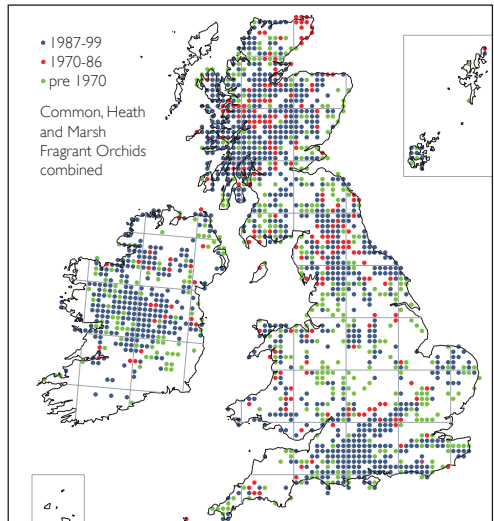 • 1987-99
• 1970-86
• pre 1970
Common, Heath
and Marsh
Fragrant Orchids
combined